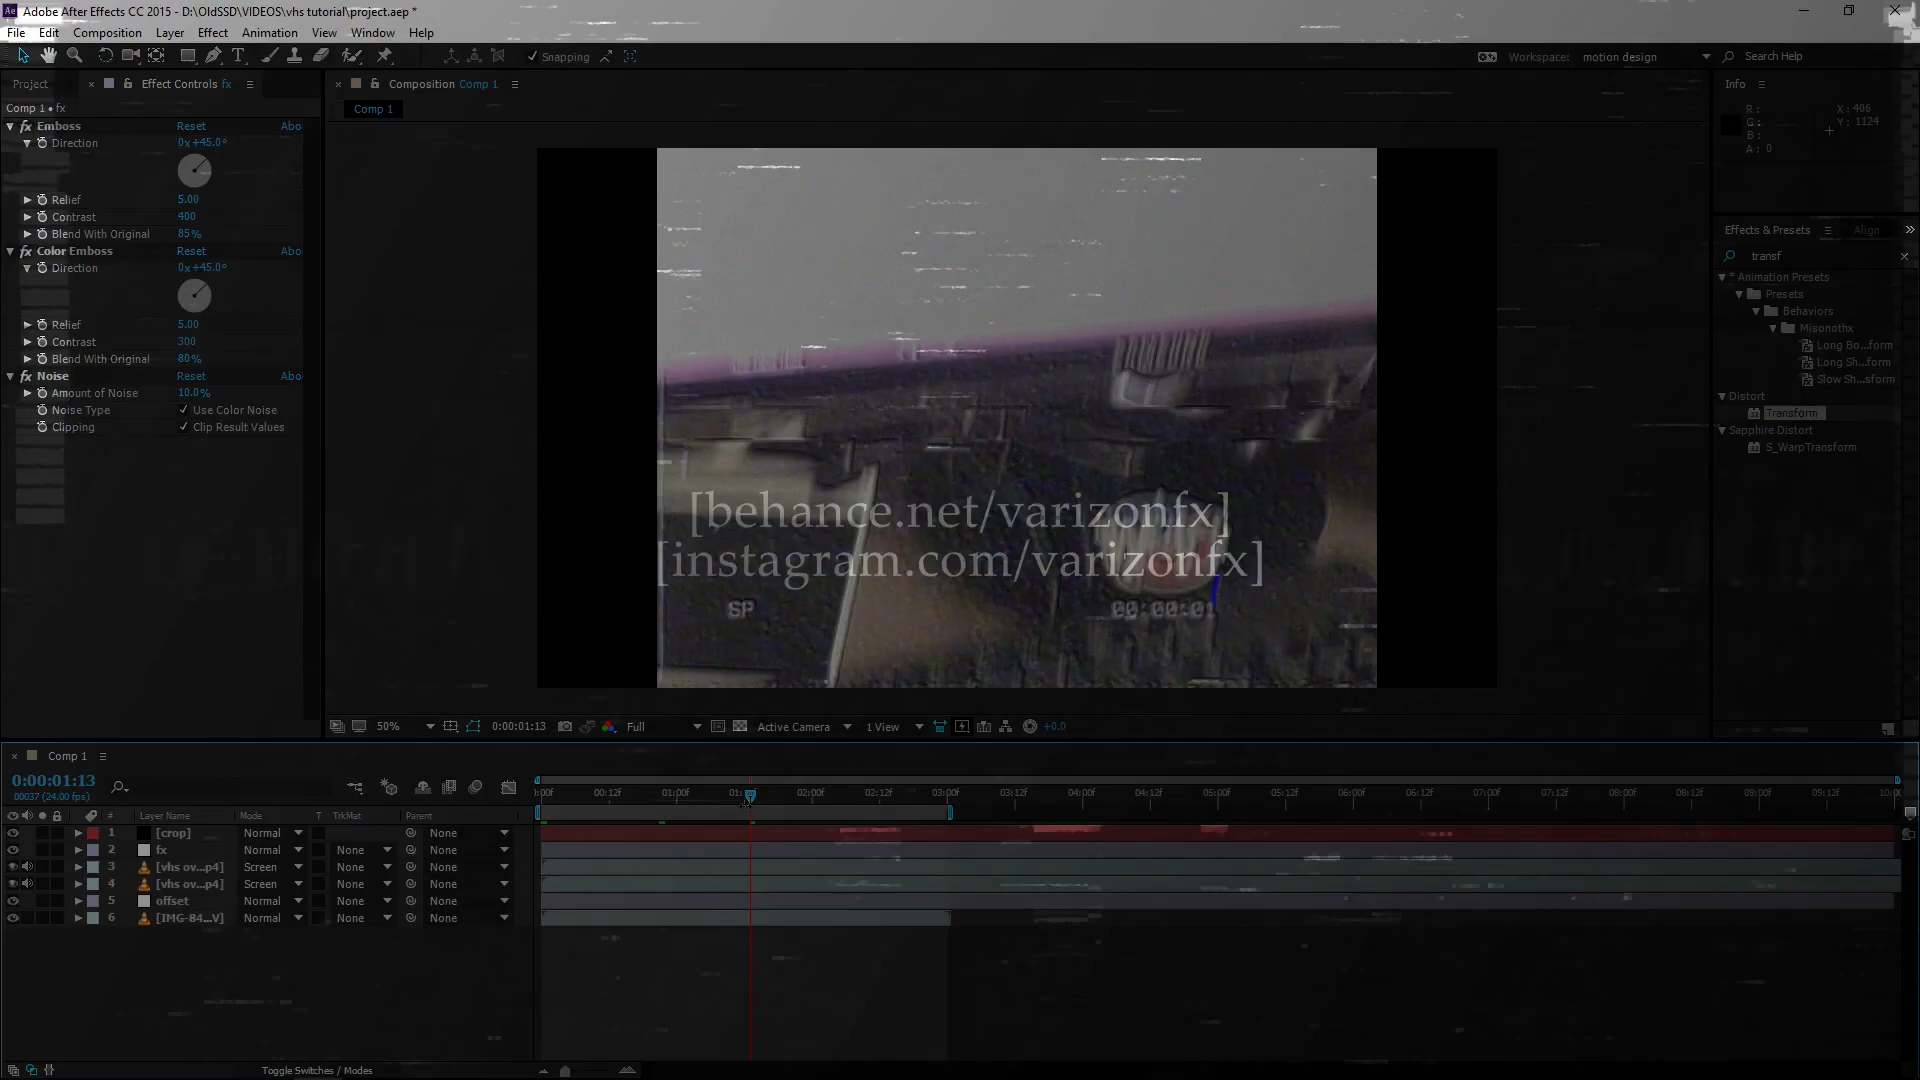 Adobe After Effects CC 2015 - D:\OldSSD\VIDEOS\vhs tutorial\project.aep *
File Edit Composition Layer Effect Animation View Window Help
Snapping
Workspace: motion design
Search Help
Project
Effect Controls fx
Composition Comp 1
Info
Comp 1 • fx
Comp 1
R:
G:
B:
A: 0
X: 406
Y: 1124
fx Emboss Reset Abo
Direction 0x+45.0°
Relief 5.00
Contrast 400
Blend With Original 85%
fx Color Emboss Reset Abo
Direction 0x+45.0°
Relief 5.00
Contrast 300
Blend With Original 80%
fx Noise Reset Abo
Amount of Noise 10.0%
Noise Type Use Color Noise
Clipping Clip Result Values
Effects & Presets Align
transf
* Animation Presets
Presets
Behaviors
Misonothx
Long Bo...form
Long Sh...form
Slow Sh...sform
Distort
Transform
Sapphire Distort
S_WarpTransform
[behance.net/varizonfx]
[instagram.com/varizonfx]
SP
00:00:01
50% 0:00:01:13 Full Active Camera 1 View +0.0
Comp 1
0:00:01:13
00037 (24.00 fps)
:00f 00:12f 01:00f 01: 02:00f 02:12f 03:00f 03:12f 04:00f 04:12f 05:00f 05:12f 06:00f 06:12f 07:00f 07:12f 08:00f 08:12f 09:00f 09:12f 10:0
# Layer Name Mode T TrkMat Parent
1 [crop] Normal None
2 fx Normal None None
3 [vhs ov...p4] Screen None None
4 [vhs ov...p4] Screen None None
5 offset Normal None None
6 [IMG-84...V] Normal None None
Toggle Switches / Modes